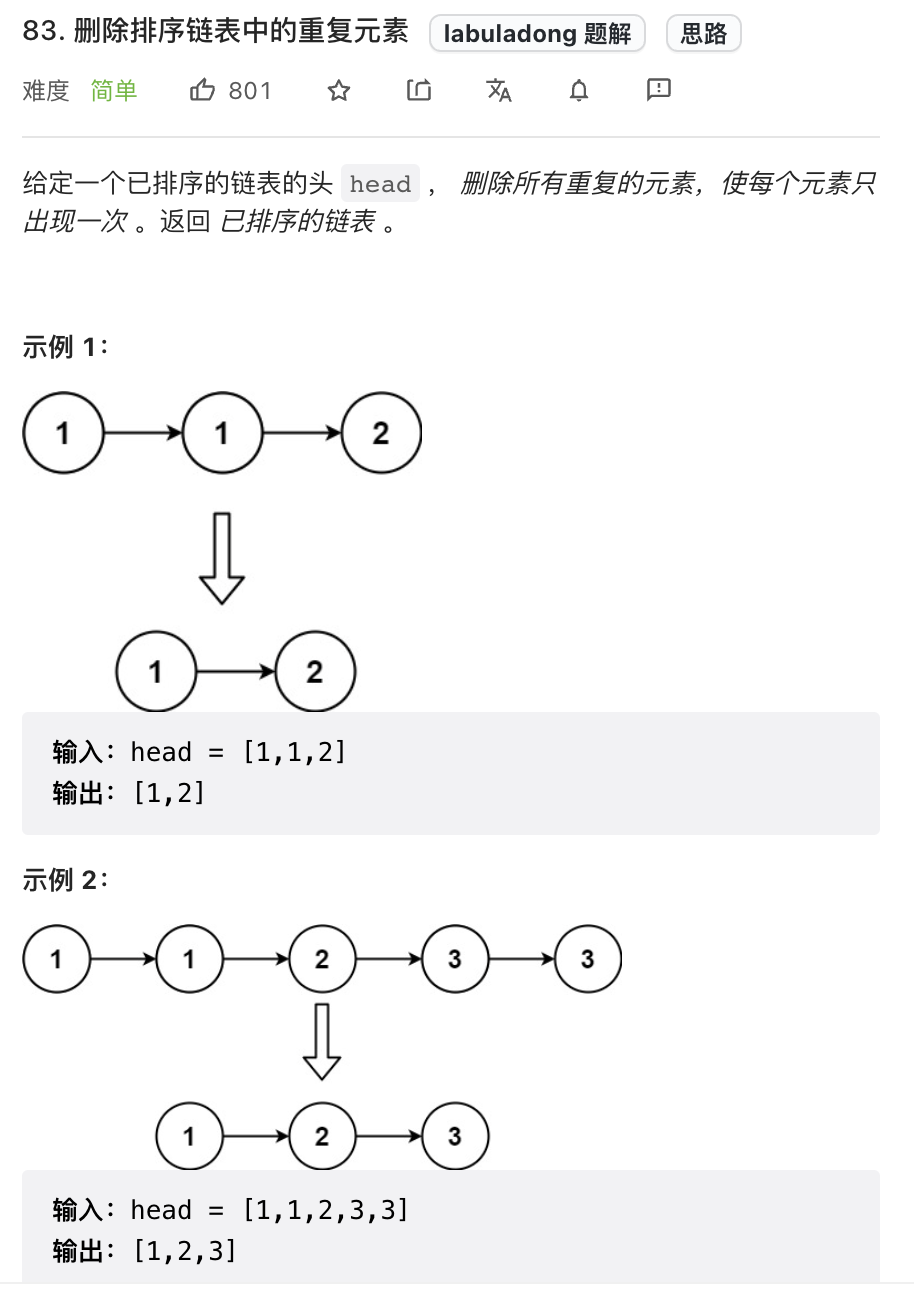 83. 删除排序链表中的重复元素 labuladong 题解 思路
难度 简单 801
给定一个已排序的链表的头 head ， 删除所有重复的元素，使每个元素只
出现一次 。返回 已排序的链表 。
示例 1：
1 1 2
1 2
输入：head = [1,1,2]
输出：[1,2]
示例 2：
1 1 2 3 3
1 2 3
输入：head = [1,1,2,3,3]
输出：[1,2,3]